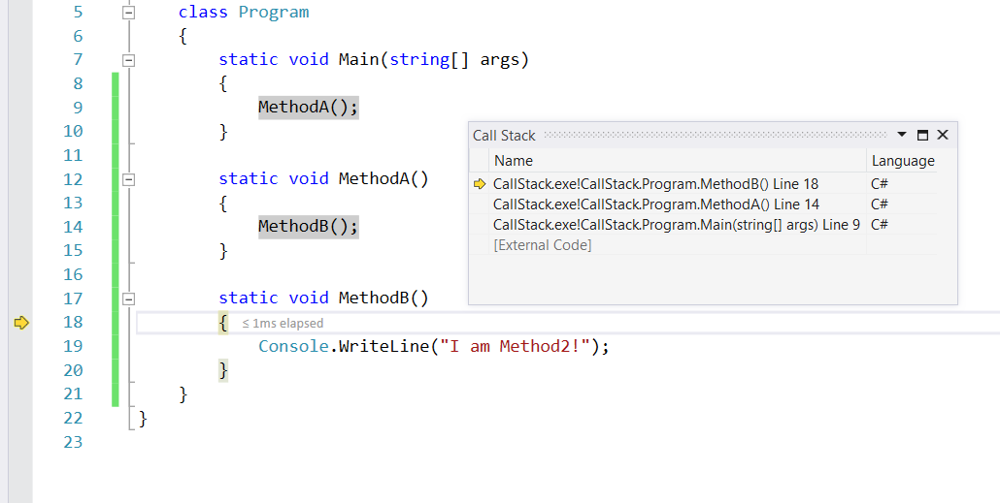 5 class Program
6 {
7 static void Main(string[] args)
8 {
9 MethodA();
10 }
11
12 static void MethodA()
13 {
14 MethodB();
15 }
16
17 static void MethodB()
18 { ≤ 1ms elapsed
19 Console.WriteLine("I am Method2!");
20 }
21 }
22 }
23
Call Stack
Name Language
CallStack.exe!CallStack.Program.MethodB() Line 18 C#
CallStack.exe!CallStack.Program.MethodA() Line 14 C#
CallStack.exe!CallStack.Program.Main(string[] args) Line 9 C#
[External Code]